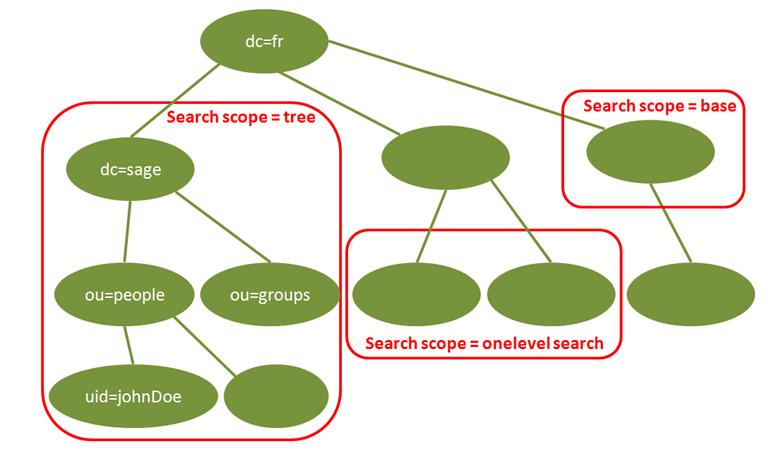 dc=fr
Search scope = tree
Search scope = base
dc=sage
ou=people
ou=groups
Search scope = onelevel search
uid=johnDoe